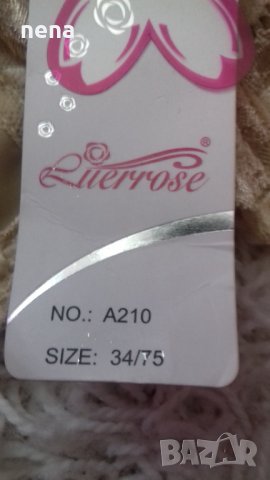 nena
Luerrose®
NO.: A210
SIZE: 34/75
BAZAR